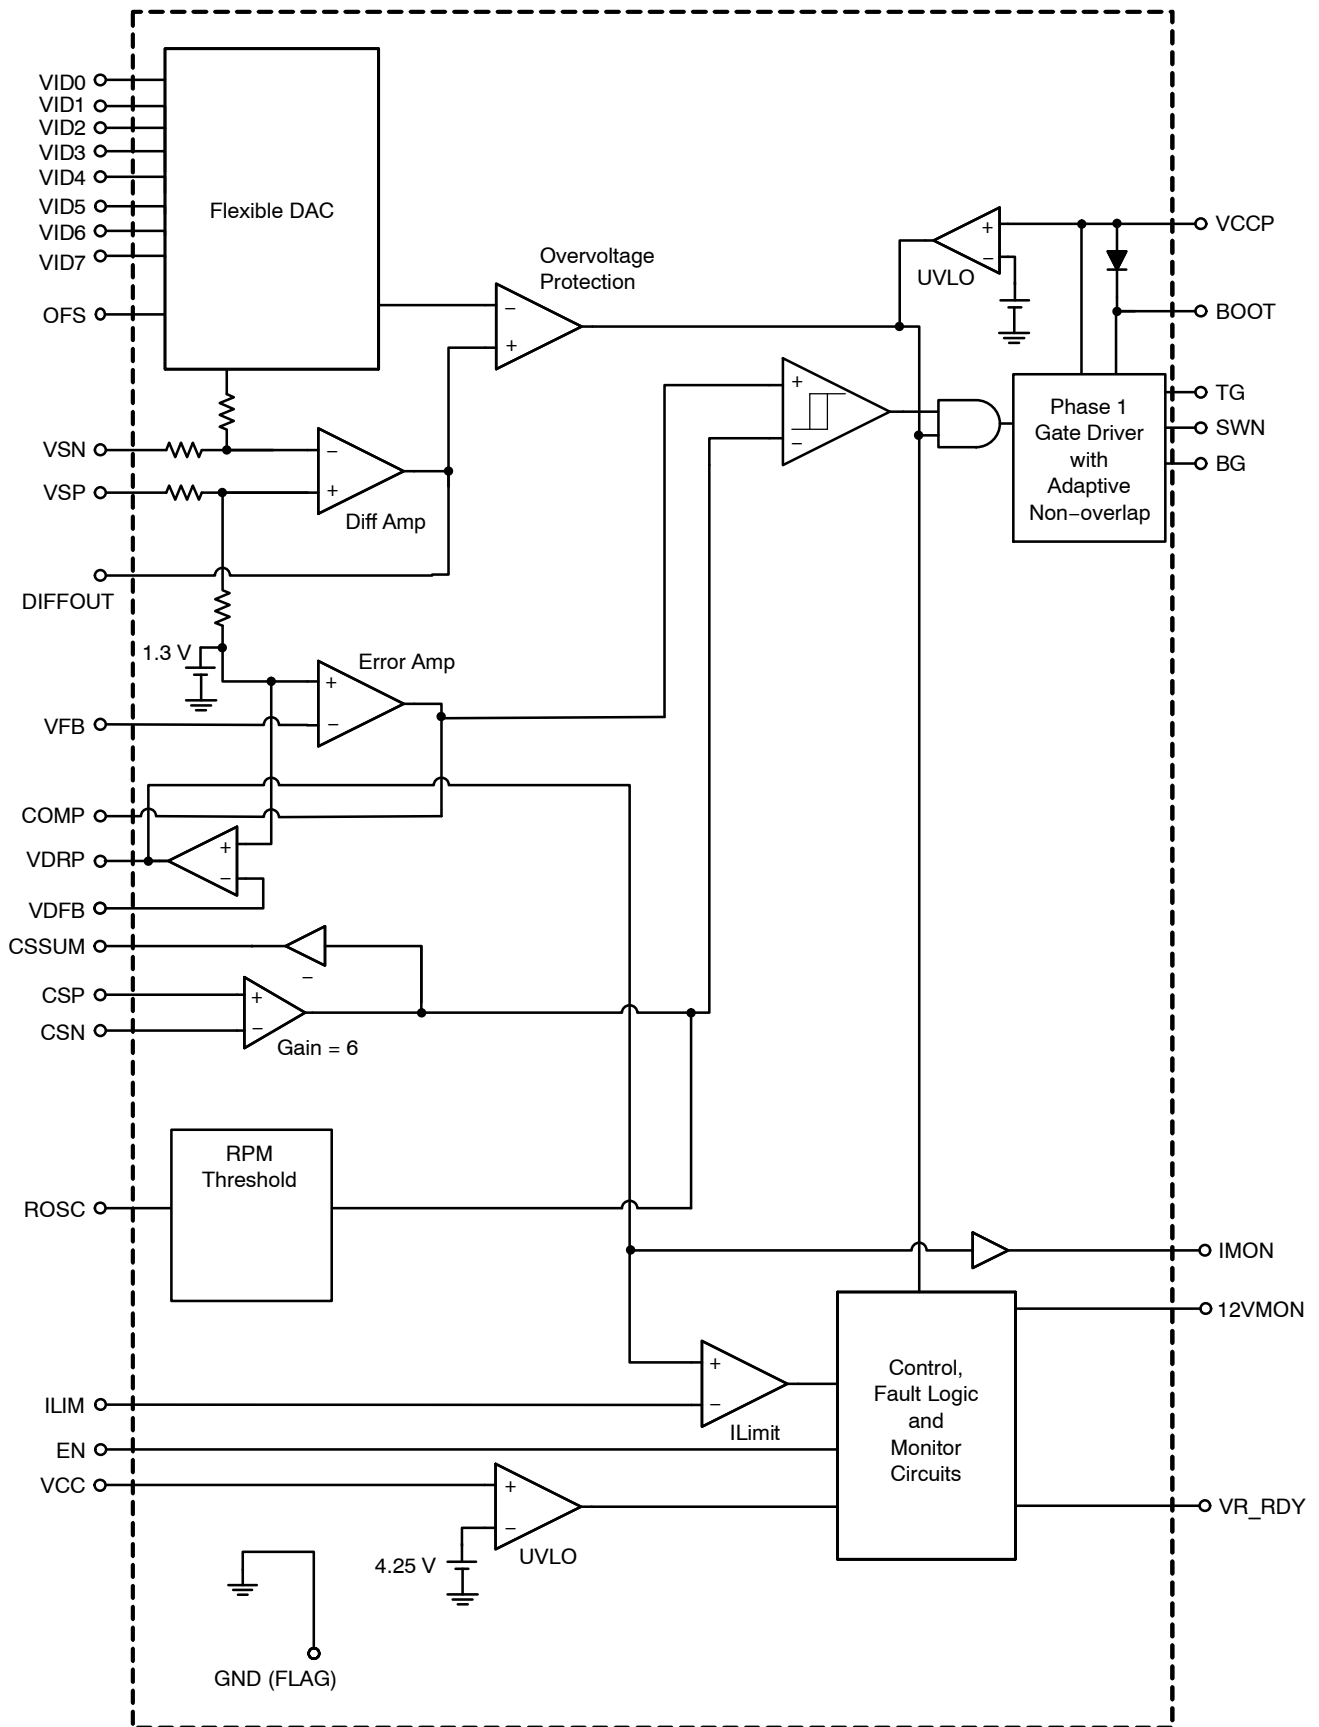 VID0
VID1
VID2
VID3
VID4
VID5
VID6
VID7
OFS
Flexible DAC
Overvoltage
Protection
−
+
+
−
UVLO
VCCP
BOOT
TG
SWN
BG
Phase 1
Gate Driver
with
Adaptive
Non−overlap
+
−
VSN
VSP
−
+
Diff Amp
DIFFOUT
1.3 V
Error Amp
+
−
VFB
COMP
VDRP
+
−
VDFB
CSSUM
−
CSP
CSN
+
−
Gain = 6
RPM
Threshold
ROSC
IMON
12VMON
Control,
Fault Logic
and
Monitor
Circuits
+
−
ILimit
ILIM
EN
VCC
+
−
UVLO
4.25 V
VR_RDY
GND (FLAG)